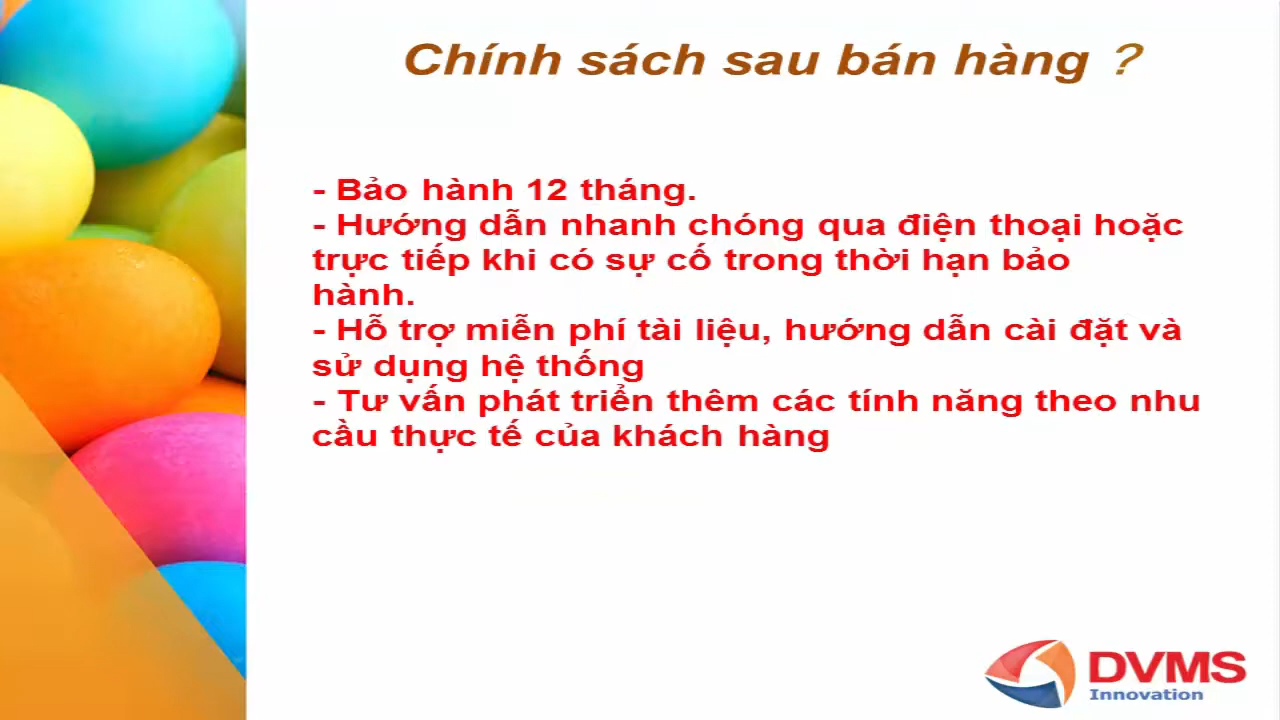 Chính sách sau bán hàng ?
- Bảo hành 12 tháng.
- Hướng dẫn nhanh chóng qua điện thoại hoặc
trực tiếp khi có sự cố trong thời hạn bảo
hành.
- Hỗ trợ miễn phí tài liệu, hướng dẫn cài đặt và
sử dụng hệ thống
- Tư vấn phát triển thêm các tính năng theo nhu
cầu thực tế của khách hàng
DVMS
Innovation